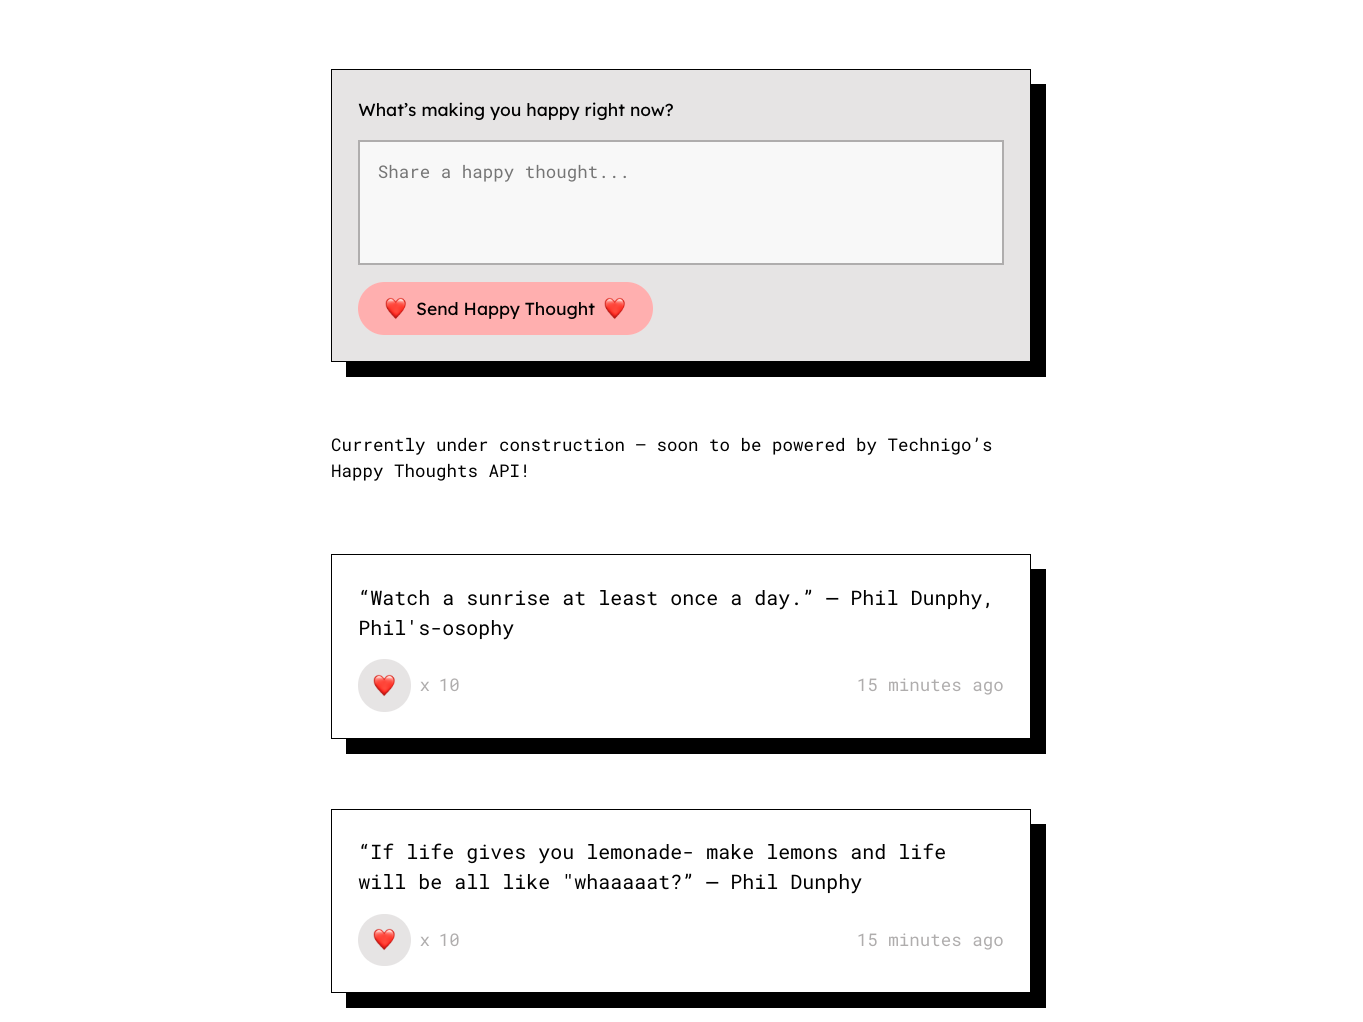 What’s making you happy right now?
Share a happy thought...
❤️ Send Happy Thought ❤️
Currently under construction – soon to be powered by Technigo’s
Happy Thoughts API!
“Watch a sunrise at least once a day.” – Phil Dunphy,
Phil's-osophy
❤️ x 10 15 minutes ago
“If life gives you lemonade- make lemons and life
will be all like "whaaaaat?” – Phil Dunphy
❤️ x 10 15 minutes ago